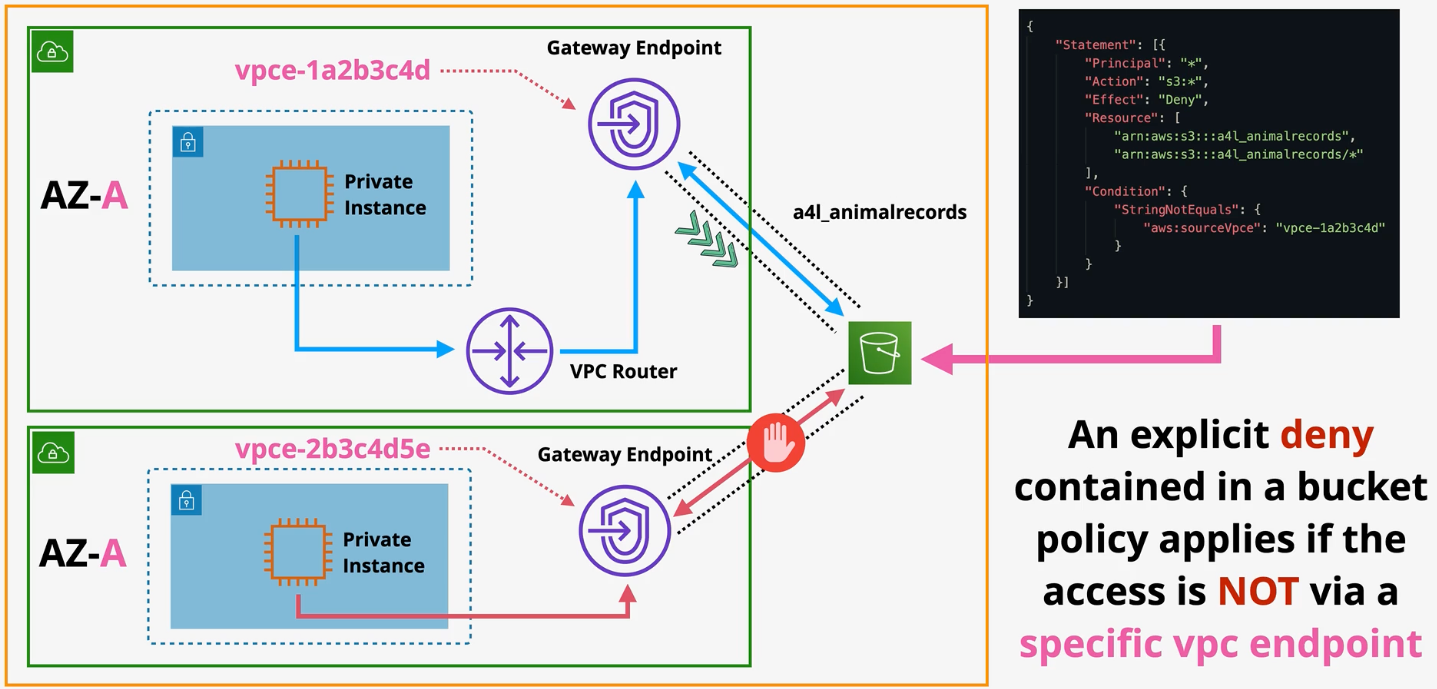 Gateway Endpoint
vpce-1a2b3c4d
AZ-A
Private
Instance
VPC Router
a4l_animalrecords
vpce-2b3c4d5e
Gateway Endpoint
AZ-A
Private
Instance
{
"Statement": [{
"Principal": "*",
"Action": "s3:*",
"Effect": "Deny",
"Resource": [
"arn:aws:s3:::a4l_animalrecords",
"arn:aws:s3:::a4l_animalrecords/*"
],
"Condition": {
"StringNotEquals": {
"aws:sourceVpce": "vpce-1a2b3c4d"
}
}
}]
}
An explicit deny
contained in a bucket
policy applies if the
access is NOT via a
specific vpc endpoint